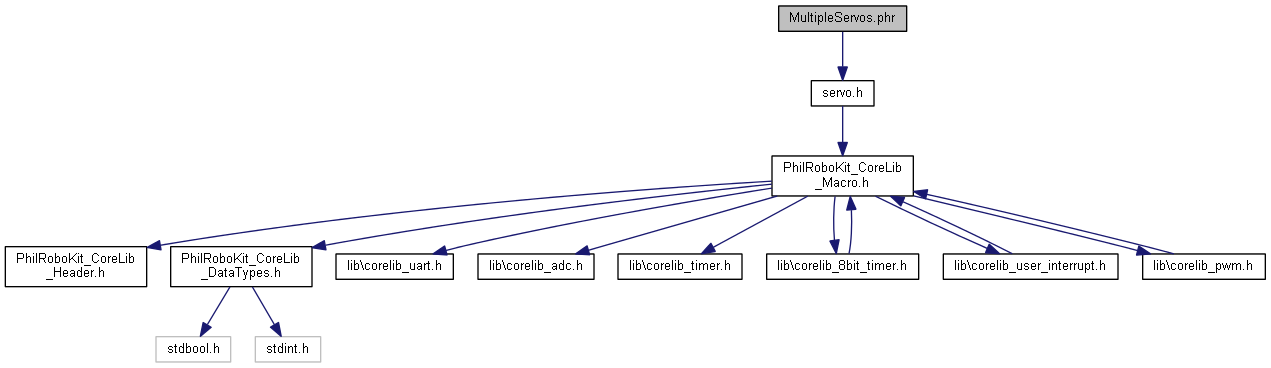 MultipleServos.phr
servo.h
PhilRoboKit_CoreLib
_Macro.h
PhilRoboKit_CoreLib
_Header.h
PhilRoboKit_CoreLib
_DataTypes.h
lib\corelib_uart.h
lib\corelib_adc.h
lib\corelib_timer.h
lib\corelib_8bit_timer.h
lib\corelib_user_interrupt.h
lib\corelib_pwm.h
stdbool.h
stdint.h